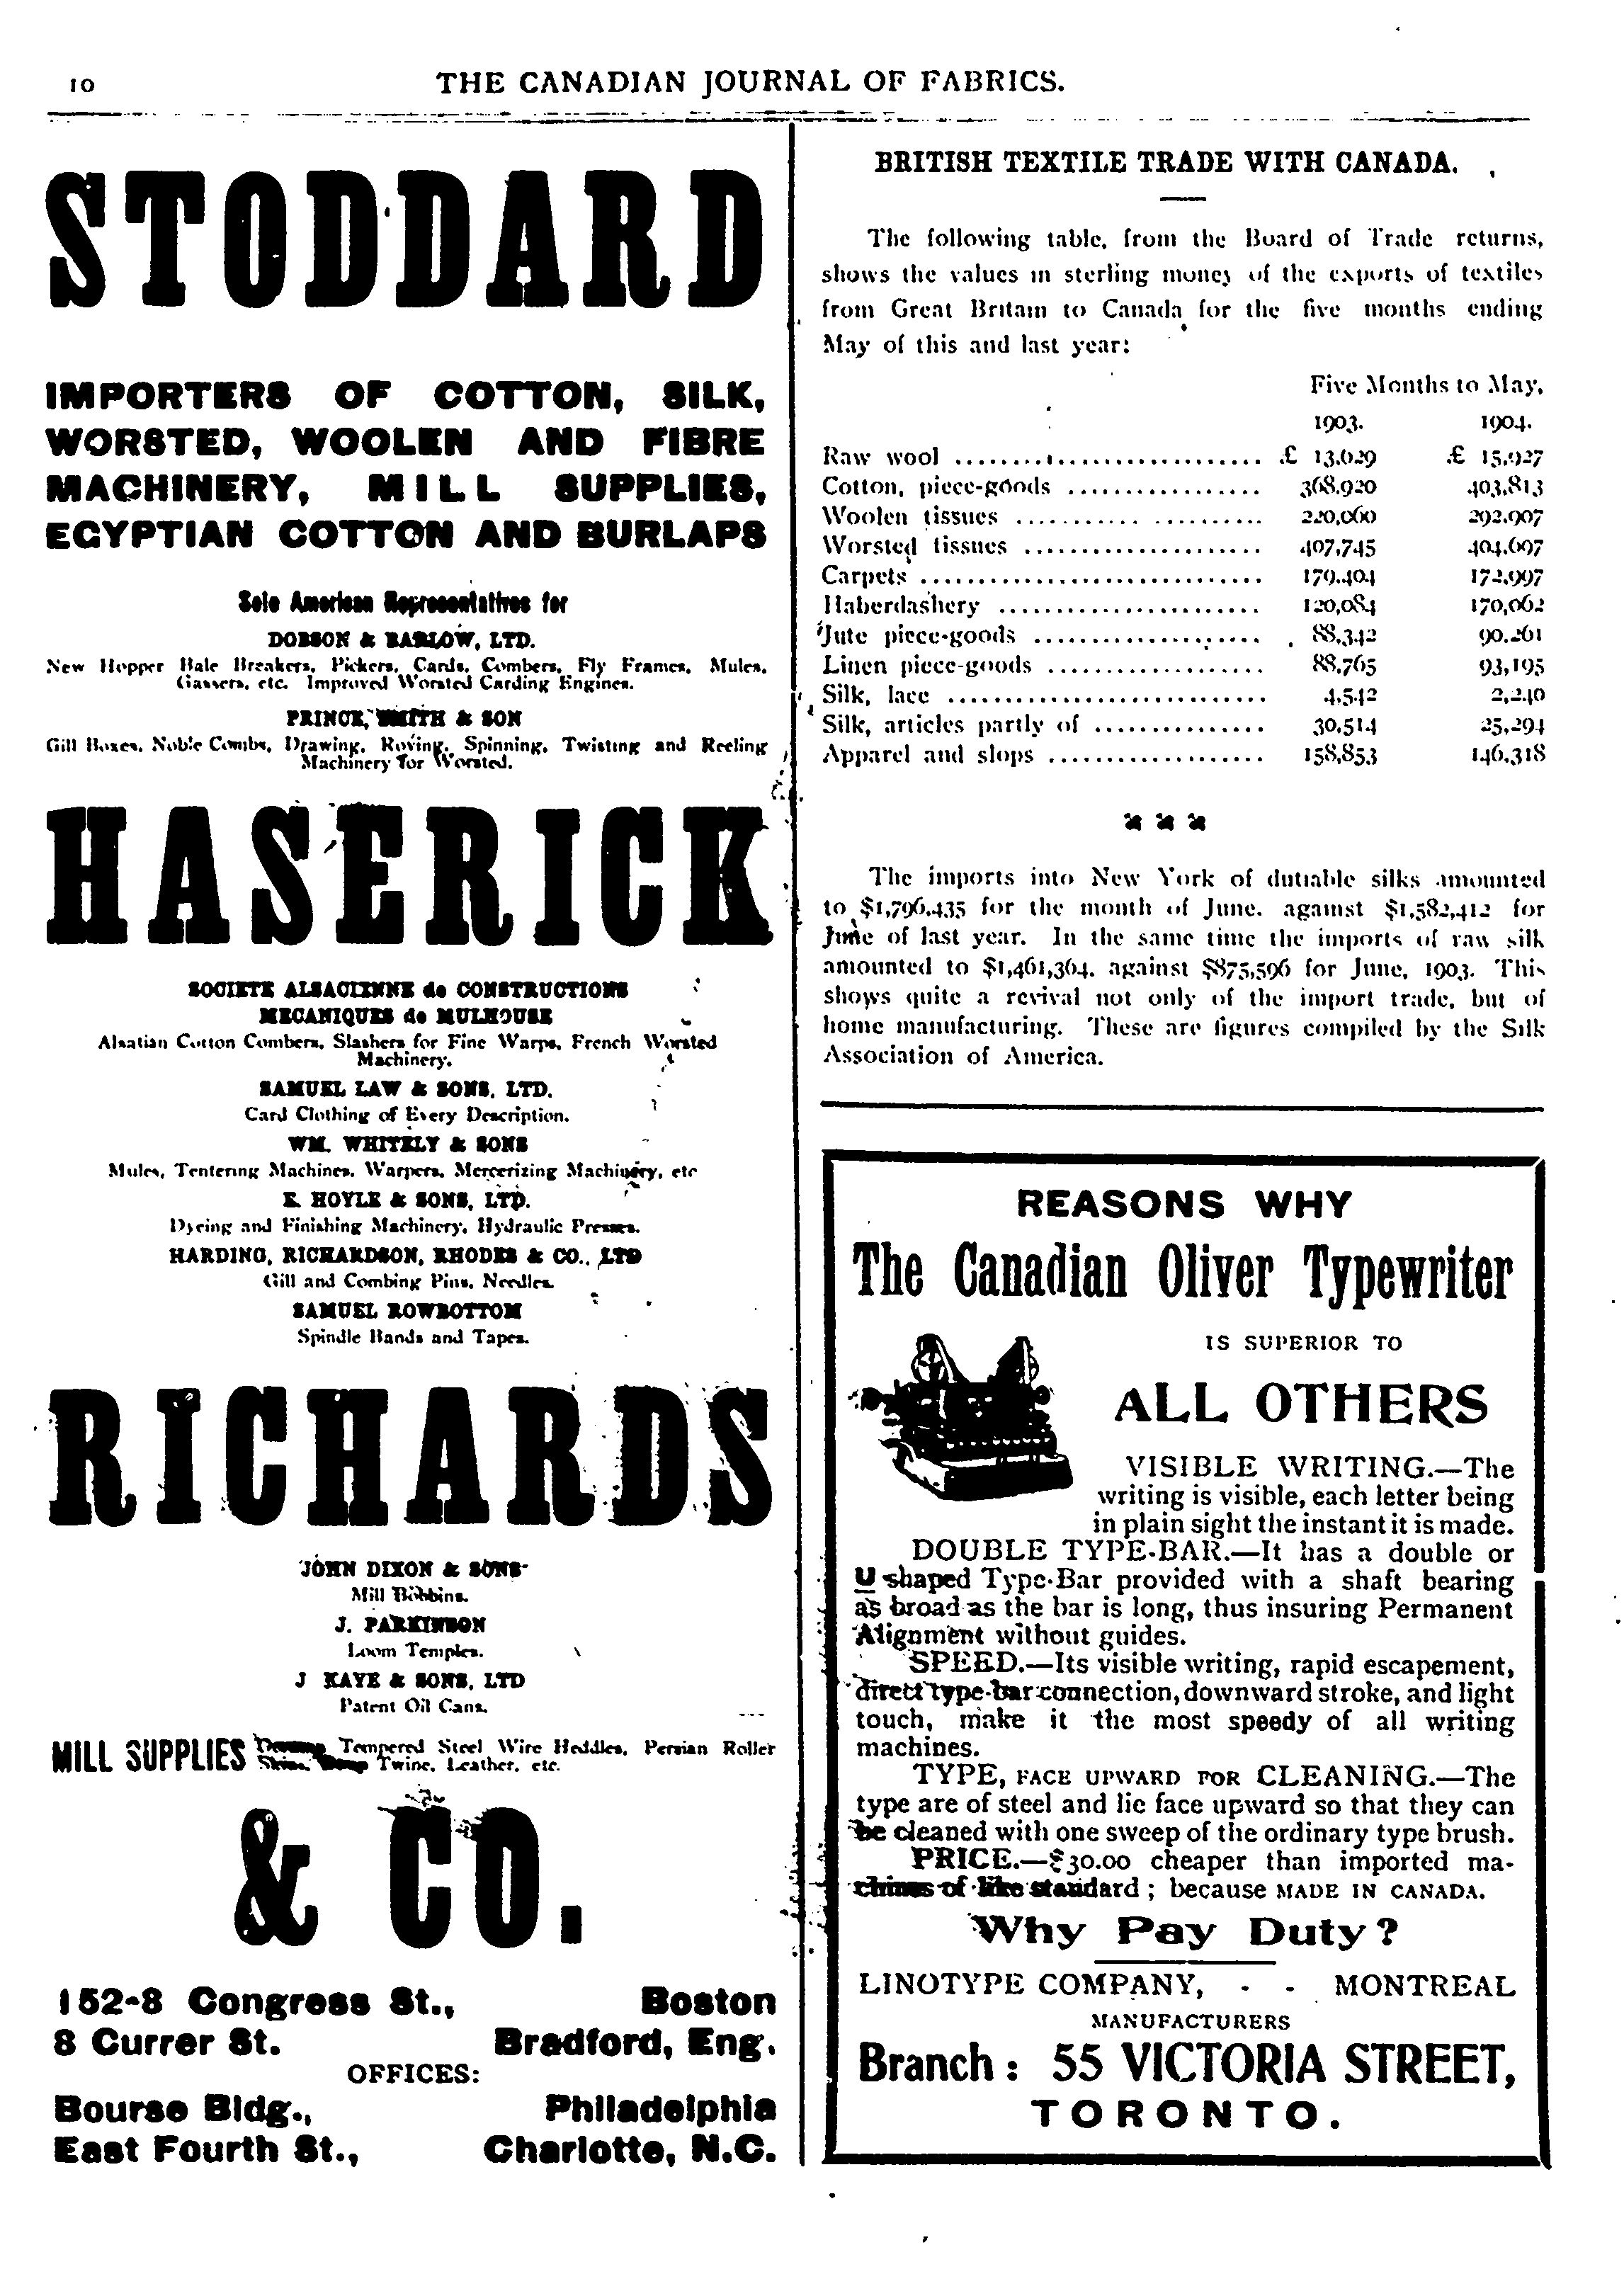 10
THE CANADIAN JOURNAL OF FABRICS.
STODDARD
IMPORTERS OF COTTON, SILK,
WORSTED, WOOLEN AND FIBRE
MACHINERY, MILL SUPPLIES,
EGYPTIAN COTTON AND BURLAPS
Sole American Representatives for
DOBSON & BARLOW, LTD.
New Hopper Bale Breakers, Pickers, Cards, Combers, Fly Frames, Mules,
Gassers, etc. Improved Worsted Carding Engines.
PRINCE, SMITH & SON
Gill Boxes, Noble Combs, Drawing, Roving, Spinning, Twisting and Reeling
Machinery for Worsted.
HASERICK
SOCIETE ALSACIENNE de CONSTRUCTIONS
MECANIQUES de MULHOUSE
Alsatian Cotton Combers, Slashers for Fine Warps, French Worsted
Machinery.
SAMUEL LAW & SONS, LTD.
Card Clothing of Every Description.
WM. WHITELY & SONS
Mules, Tentering Machines, Warpers, Mercerizing Machinery, etc
E. HOYLE & SONS, LTD.
Dyeing and Finishing Machinery, Hydraulic Presses.
HARDING, RICHARDSON, RHODES & CO., LTD
Gill and Combing Pins, Needles.
SAMUEL ROWBOTTOM
Spindle Bands and Tapes.
RICHARDS
JOHN DIXON & SONS
Mill Bobbins.
J. PARKINSON
Loom Temples.
J KAYE & SONS, LTD
Patent Oil Cans.
MILL SUPPLIES Tempered Steel Wire Heddles, Persian Roller
Skins, Twine, Leather, etc.
& CO.
152-8 Congress St., Boston
8 Currer St. Bradford, Eng.
OFFICES:
Bourse Bldg., Philadelphia
East Fourth St., Charlotte, N.C.
BRITISH TEXTILE TRADE WITH CANADA.
The following table, from the Board of Trade returns,
shows the values in sterling money of the exports of textiles
from Great Britain to Canada for the five months ending
May of this and last year:
Five Months to May,
1903. 1904.
Raw wool .......... £ 13,029 £ 15,927
Cotton, piece-goods .......... 368,920 403,813
Woolen tissues .......... 220,060 292,907
Worsted tissues .......... 407,745 404,697
Carpets .......... 179,404 172,997
Haberdashery .......... 120,084 170,062
Jute piece-goods .......... 88,342 90,261
Linen piece-goods .......... 88,765 93,195
Silk, lace .......... 4,542 2,240
Silk, articles partly of .......... 30,514 25,294
Apparel and slops .......... 158,853 146,318
The imports into New York of dutiable silks amounted
to $1,796,435 for the month of June, against $1,582,412 for
June of last year. In the same time the imports of raw silk
amounted to $1,461,364, against $875,596 for June, 1903. This
shows quite a revival not only of the import trade, but of
home manufacturing. These are figures compiled by the Silk
Association of America.
REASONS WHY
The Canadian Oliver Typewriter
IS SUPERIOR TO
ALL OTHERS
VISIBLE WRITING.—The
writing is visible, each letter being
in plain sight the instant it is made.
DOUBLE TYPE-BAR.—It has a double or
U shaped Type-Bar provided with a shaft bearing
as broad as the bar is long, thus insuring Permanent
Alignment without guides.
SPEED.—Its visible writing, rapid escapement,
direct type-bar connection, downward stroke, and light
touch, make it the most speedy of all writing
machines.
TYPE, FACE UPWARD FOR CLEANING.—The
type are of steel and lie face upward so that they can
be cleaned with one sweep of the ordinary type brush.
PRICE.—$30.00 cheaper than imported ma-
chines of like standard; because MADE IN CANADA.
Why Pay Duty?
LINOTYPE COMPANY, - - MONTREAL
MANUFACTURERS
Branch: 55 VICTORIA STREET,
TORONTO.